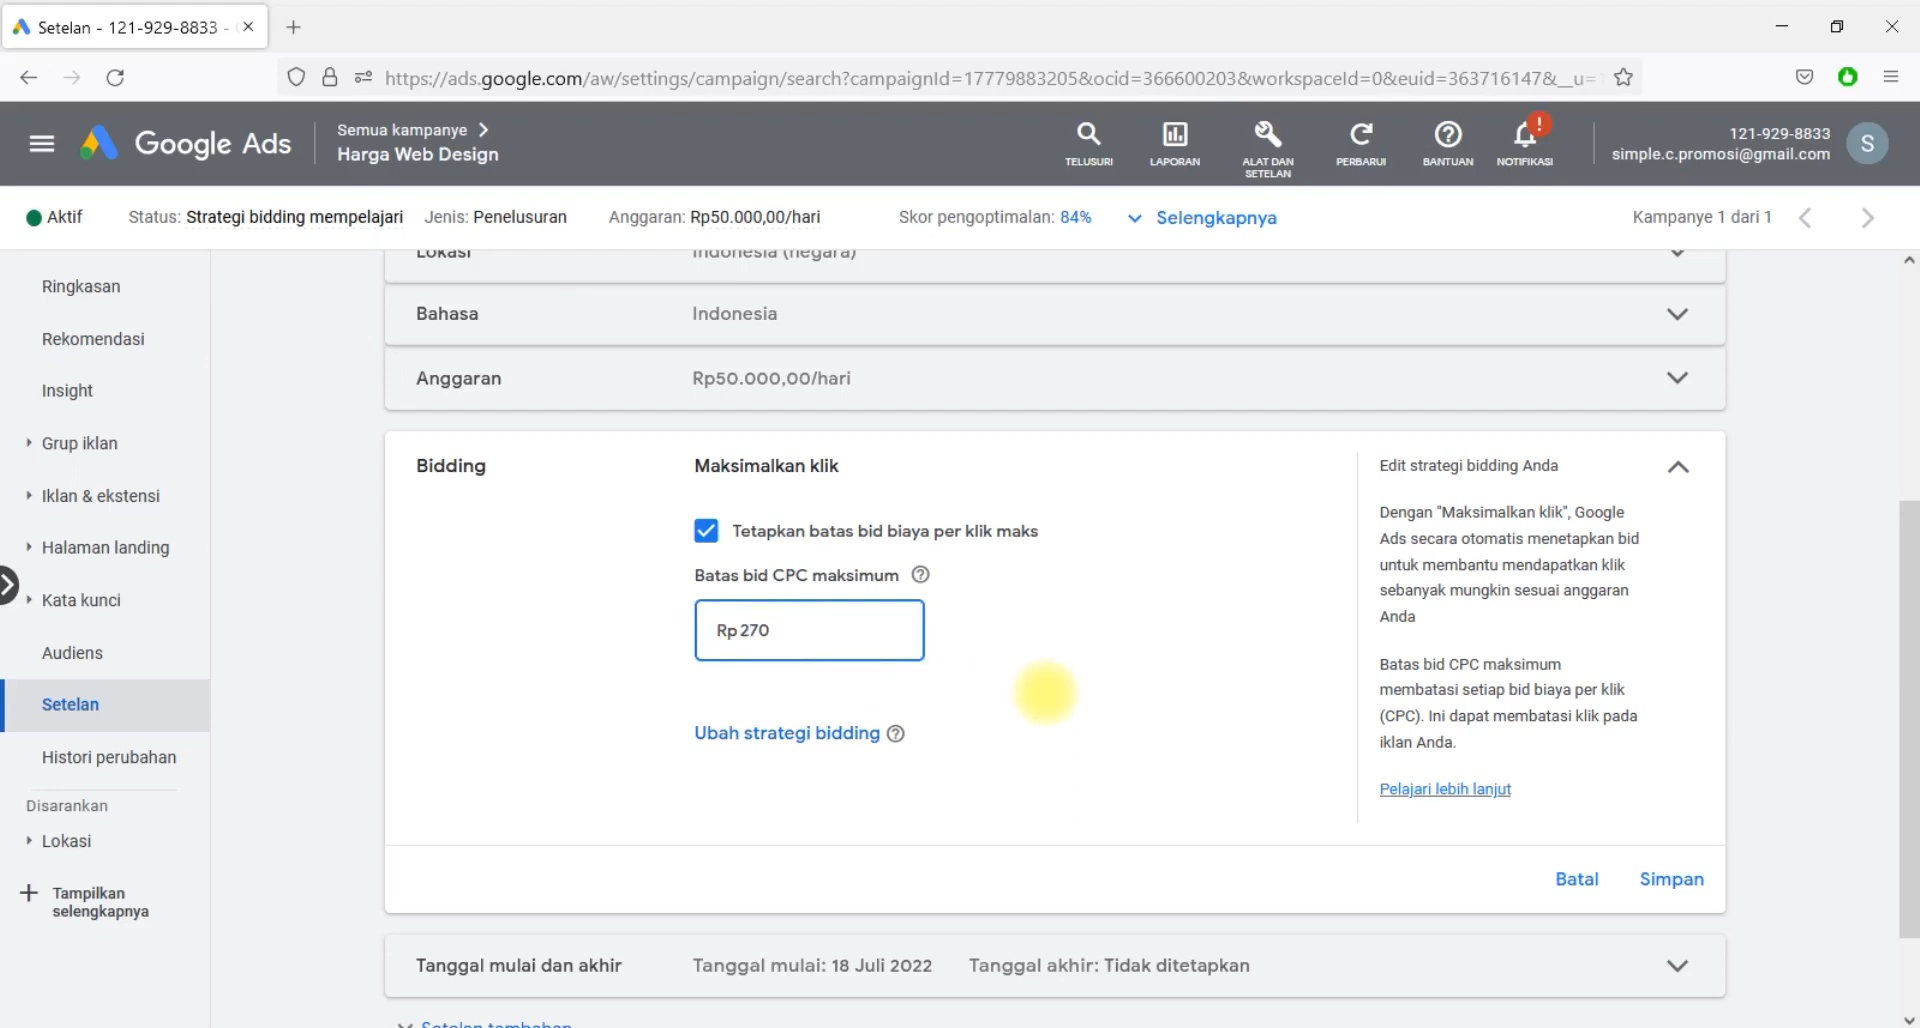 Setelan - 121-929-8833 -
https://ads.google.com/aw/settings/campaign/search?campaignId=17779883205&ocid=366600203&workspaceId=0&euid=363716147&__u=
Google Ads
Semua kampanye
Harga Web Design
TELUSURI
LAPORAN
ALAT DAN
SETELAN
PERBARUI
BANTUAN
!
NOTIFIKASI
121-929-8833
simple.c.promosi@gmail.com
S
Aktif
Status: Strategi bidding mempelajari
Jenis: Penelusuran
Anggaran: Rp50.000,00/hari
Skor pengoptimalan: 84%
Selengkapnya
Kampanye 1 dari 1
Ringkasan
Rekomendasi
Insight
Grup iklan
Iklan & ekstensi
Halaman landing
Kata kunci
Audiens
Setelan
Histori perubahan
Disarankan
Lokasi
Tampilkan
selengkapnya
Lokasi
Indonesia (negara)
Bahasa
Indonesia
Anggaran
Rp50.000,00/hari
Bidding
Maksimalkan klik
Tetapkan batas bid biaya per klik maks
Batas bid CPC maksimum
Rp 270
Ubah strategi bidding
Edit strategi bidding Anda
Dengan "Maksimalkan klik", Google
Ads secara otomatis menetapkan bid
untuk membantu mendapatkan klik
sebanyak mungkin sesuai anggaran
Anda
Batas bid CPC maksimum
membatasi setiap bid biaya per klik
(CPC). Ini dapat membatasi klik pada
iklan Anda.
Pelajari lebih lanjut
Batal
Simpan
Tanggal mulai dan akhir
Tanggal mulai: 18 Juli 2022
Tanggal akhir: Tidak ditetapkan
Setelan tambahan